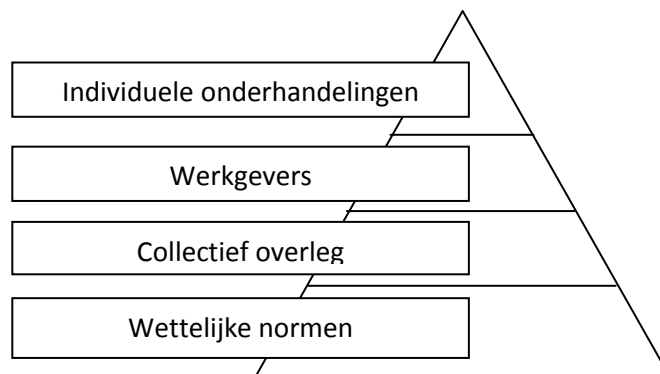 Individuele onderhandelingen
Werkgevers
Collectief overleg
Wettelijke normen